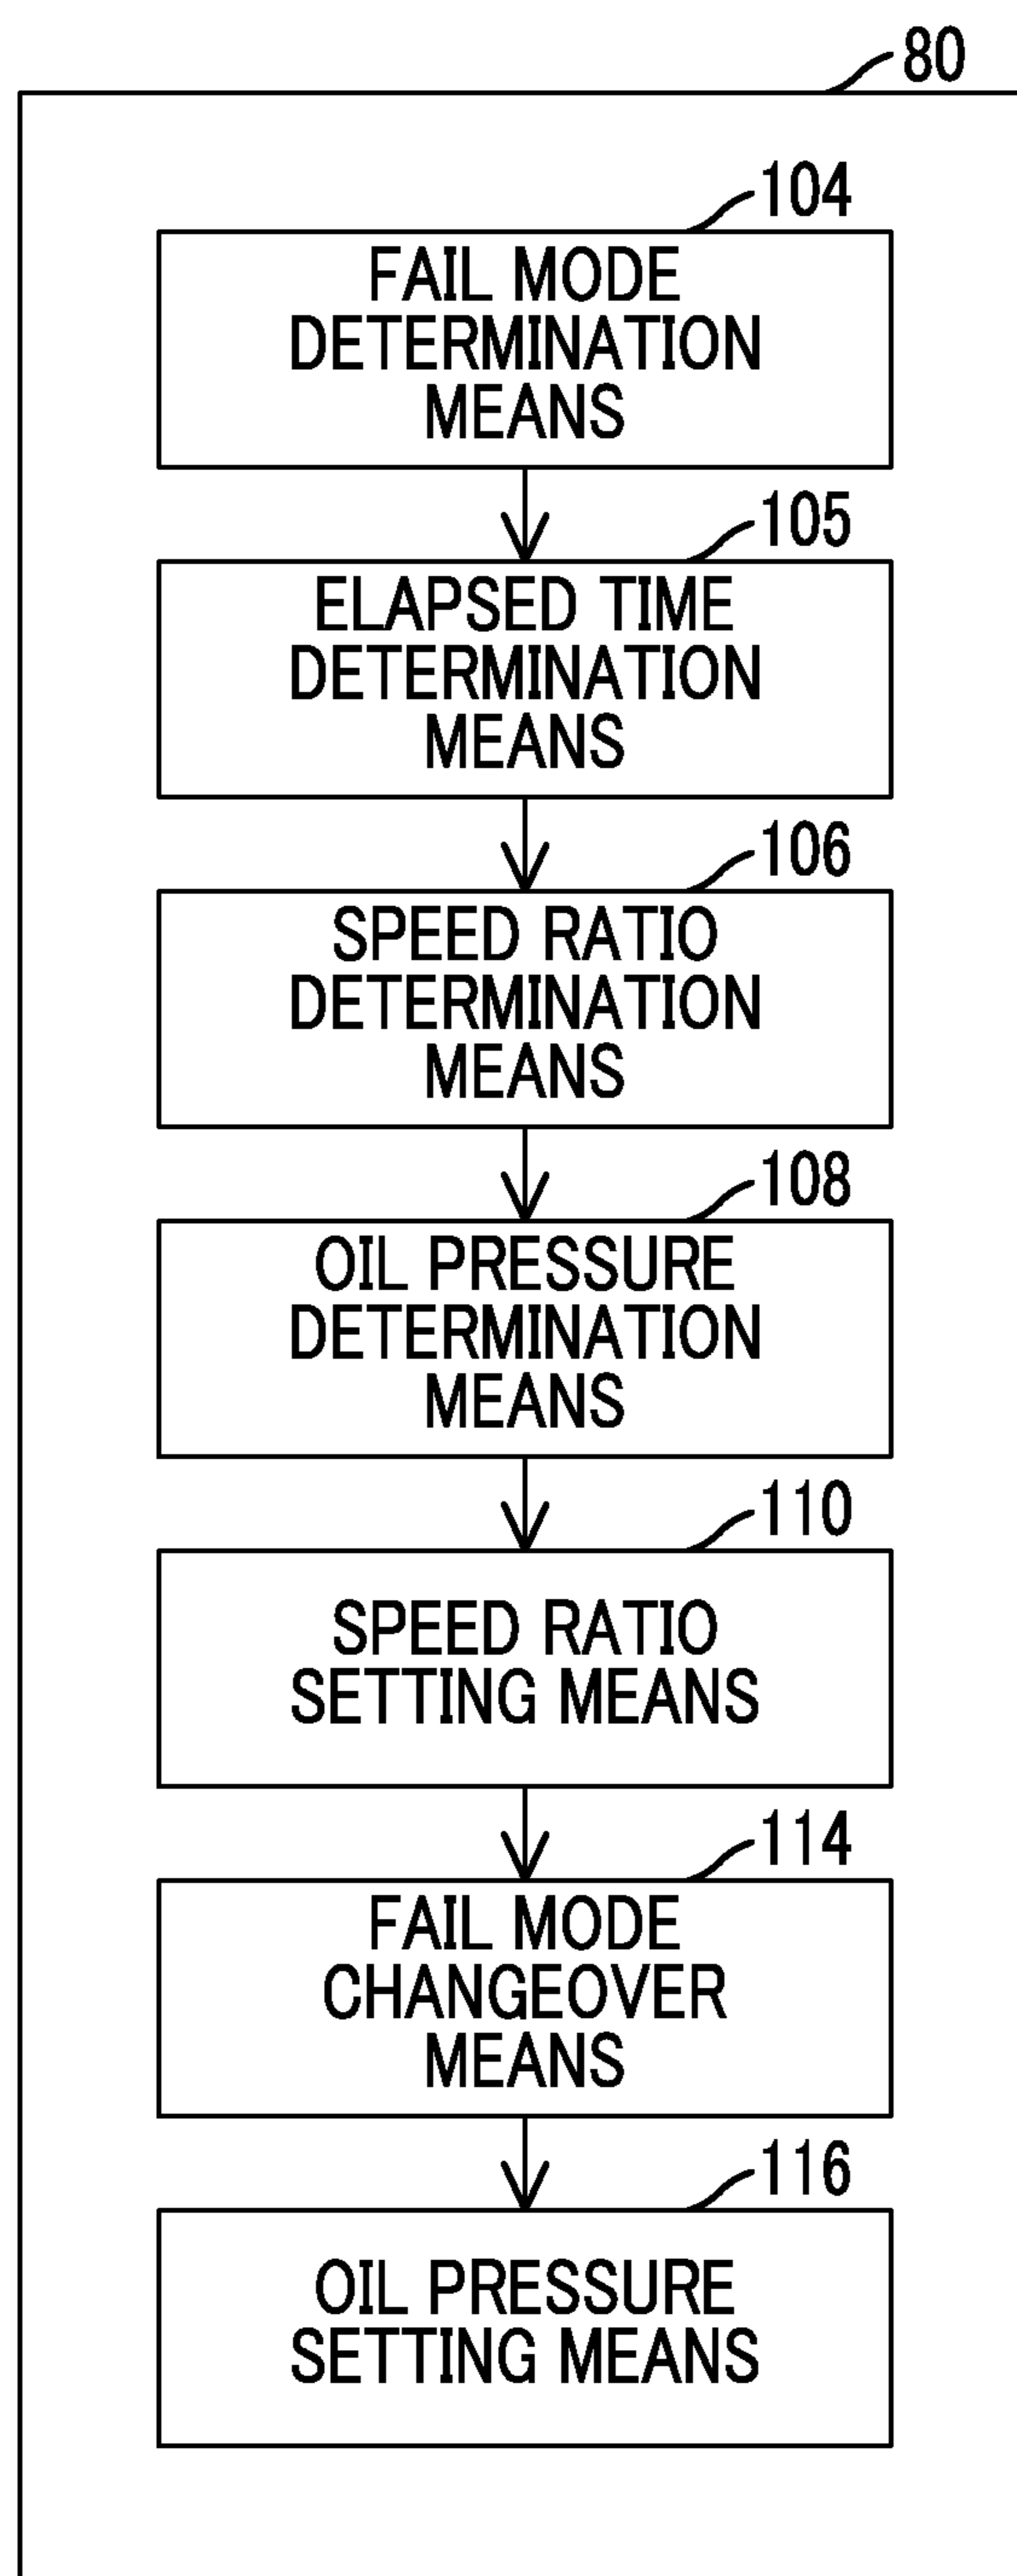 80
104
FAIL MODE
DETERMINATION
MEANS
105
ELAPSED TIME
DETERMINATION
MEANS
106
SPEED RATIO
DETERMINATION
MEANS
108
OIL PRESSURE
DETERMINATION
MEANS
110
SPEED RATIO
SETTING MEANS
114
FAIL MODE
CHANGEOVER
MEANS
116
OIL PRESSURE
SETTING MEANS